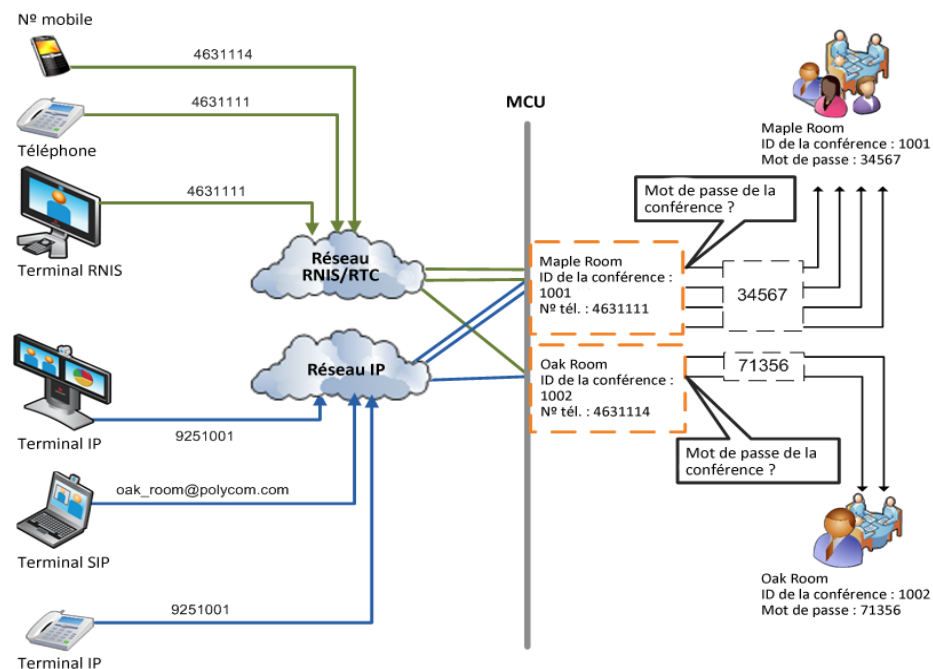 Nº mobile
4631114
4631111
Téléphone
4631111
Terminal RNIS
Réseau
RNIS/RTC
Réseau IP
Terminal IP
9251001
oak_room@polycom.com
Terminal SIP
9251001
Terminal IP
MCU
Maple Room
ID de la conférence :
1001
Nº tél. : 4631111
Oak Room
ID de la conférence :
1002
Nº tél. : 4631114
Mot de passe de la
conférence ?
34567
71356
Mot de passe de la
conférence ?
Maple Room
ID de la conférence : 1001
Mot de passe : 34567
Oak Room
ID de la conférence : 1002
Mot de passe : 71356